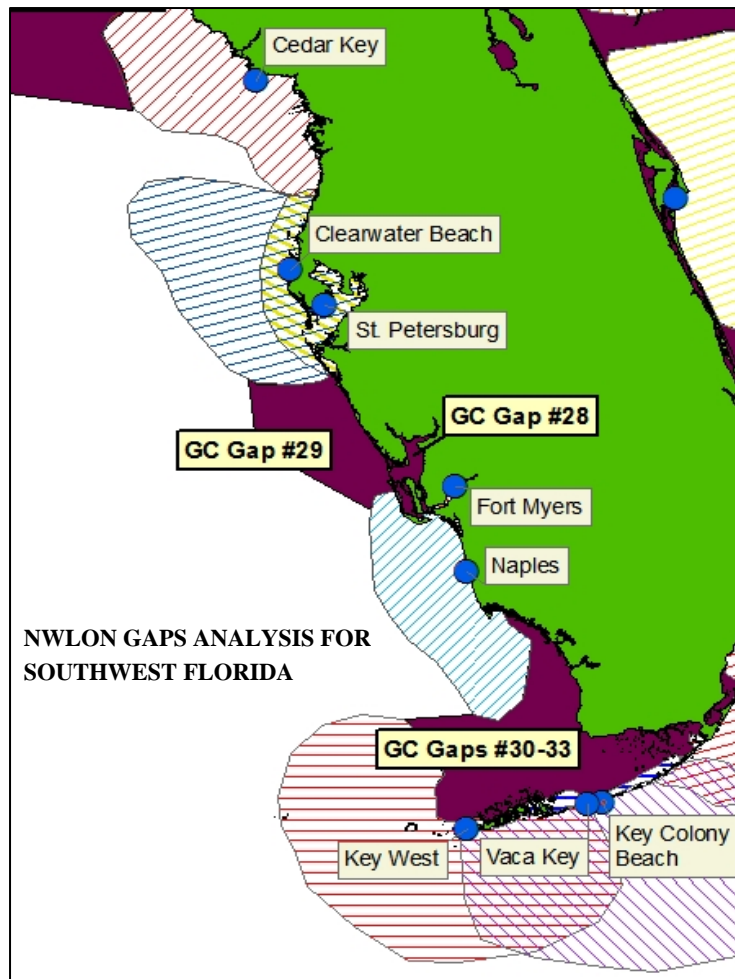 Cedar Key
Clearwater Beach
St. Petersburg
GC Gap #28
GC Gap #29
Fort Myers
Naples
NWLON GAPS ANALYSIS FOR
SOUTHWEST FLORIDA
GC Gaps #30-33
Key West
Vaca Key
Key Colony
Beach